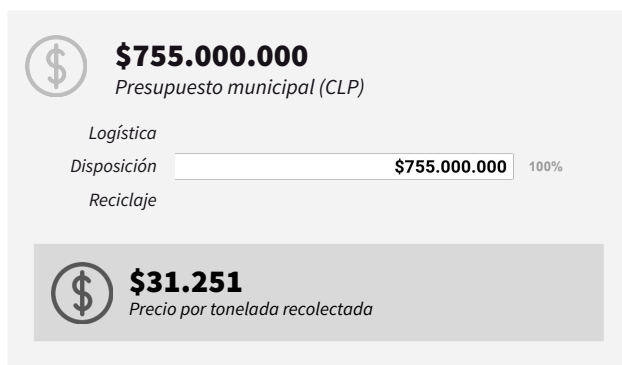 $755.000.000
Presupuesto municipal (CLP)
Logística
Disposición $755.000.000 100%
Reciclaje
$31.251
Precio por tonelada recolectada